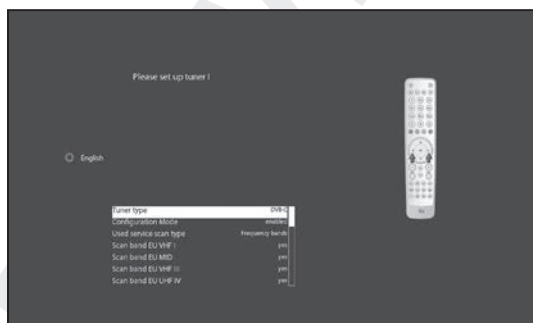 Please set up tuner I
English
Tuner type DVB-C
Configuration Mode enabled
Used service scan type Frequency bands
Scan band EU VHF I yes
Scan band EU MID yes
Scan band EU VHF III yes
Scan band EU UHF IV yes